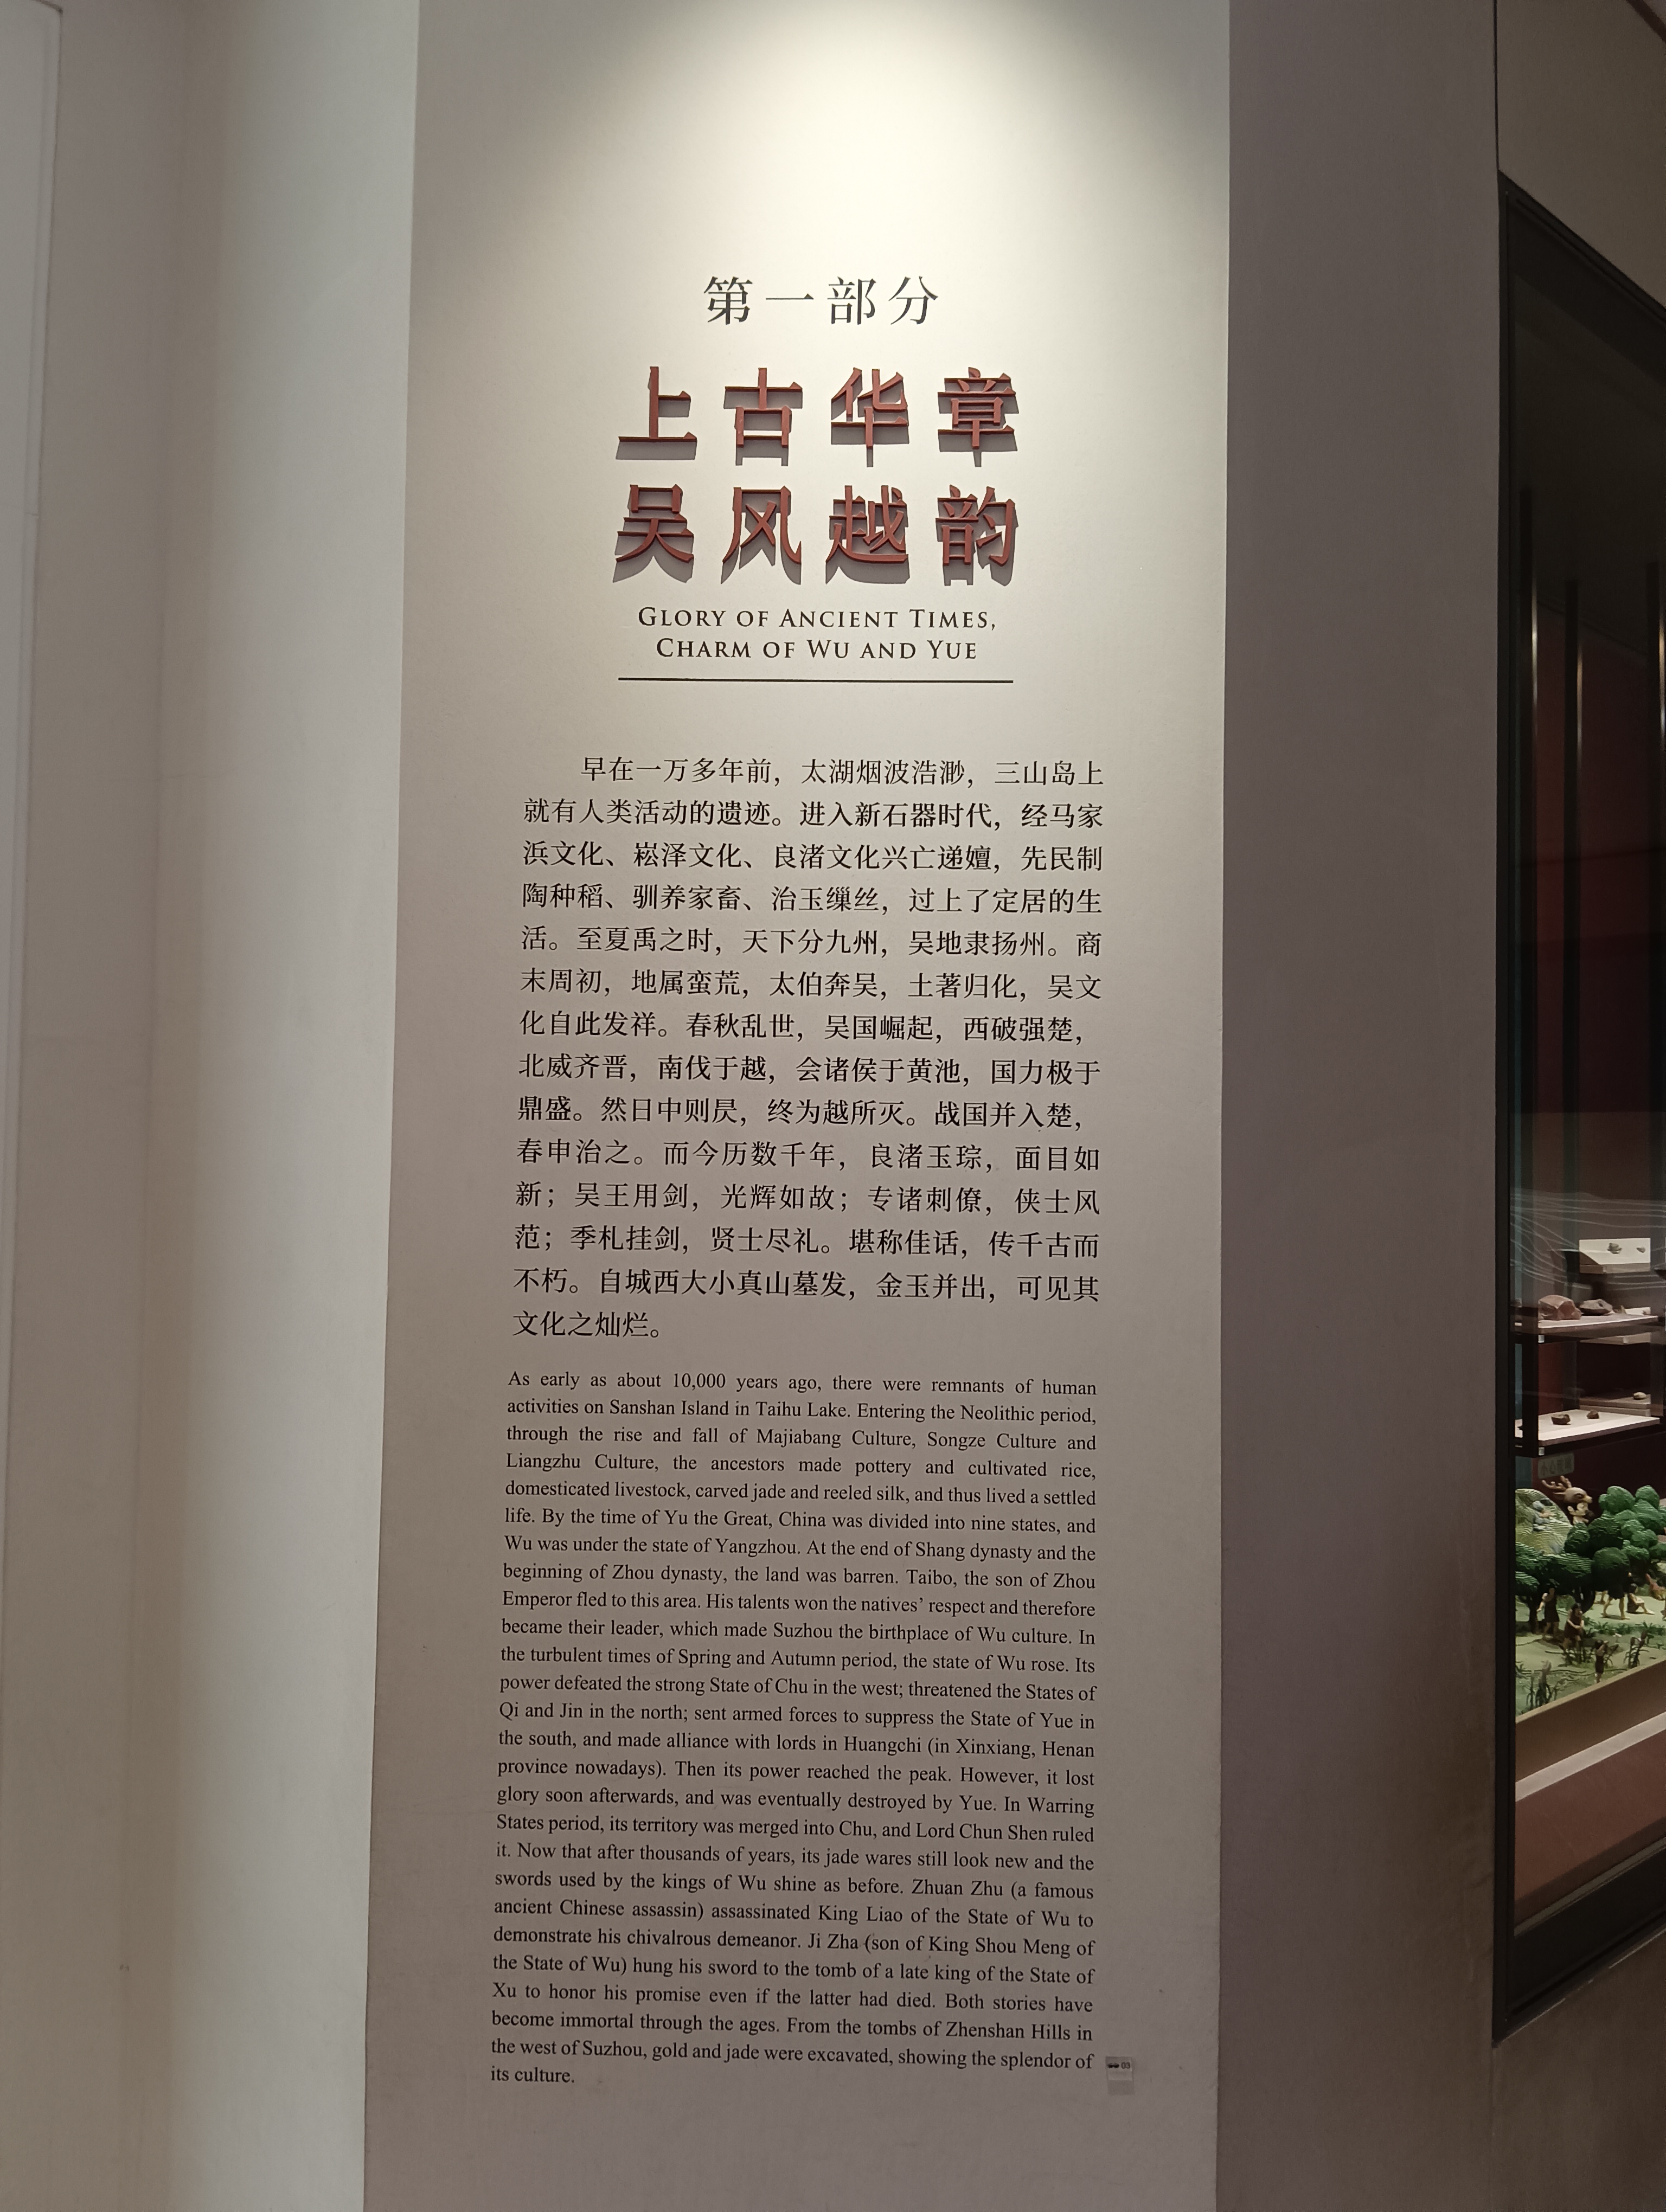 第一部分
上古华章
吴风越韵
GLORY OF ANCIENT TIMES,
CHARM OF WU AND YUE
早在一万多年前，太湖烟波浩渺，三山岛上
就有人类活动的遗迹。进入新石器时代，经马家
浜文化、崧泽文化、良渚文化兴亡递嬗，先民制
陶种稻、驯养家畜、治玉缫丝，过上了定居的生
活。至夏禹之时，天下分九州，吴地隶扬州。商
末周初，地属蛮荒，太伯奔吴，土著归化，吴文
化自此发祥。春秋乱世，吴国崛起，西破强楚，
北威齐晋，南伐于越，会诸侯于黄池，国力极于
鼎盛。然日中则昃，终为越所灭。战国并入楚，
春申治之。而今历数千年，良渚玉琮，面目如
新；吴王用剑，光辉如故；专诸刺僚，侠士风
范；季札挂剑，贤士尽礼。堪称佳话，传千古而
不朽。自城西大小真山墓发，金玉并出，可见其
文化之灿烂。
As early as about 10,000 years ago, there were remnants of human
activities on Sanshan Island in Taihu Lake. Entering the Neolithic period,
through the rise and fall of Majiabang Culture, Songze Culture and
Liangzhu Culture, the ancestors made pottery and cultivated rice,
domesticated livestock, carved jade and reeled silk, and thus lived a settled
life. By the time of Yu the Great, China was divided into nine states, and
Wu was under the state of Yangzhou. At the end of Shang dynasty and the
beginning of Zhou dynasty, the land was barren. Taibo, the son of Zhou
Emperor fled to this area. His talents won the natives' respect and therefore
became their leader, which made Suzhou the birthplace of Wu culture. In
the turbulent times of Spring and Autumn period, the state of Wu rose. Its
power defeated the strong State of Chu in the west; threatened the States of
Qi and Jin in the north; sent armed forces to suppress the State of Yue in
the south, and made alliance with lords in Huangchi (in Xinxiang, Henan
province nowadays). Then its power reached the peak. However, it lost
glory soon afterwards, and was eventually destroyed by Yue. In Warring
States period, its territory was merged into Chu, and Lord Chun Shen ruled
it. Now that after thousands of years, its jade wares still look new and the
swords used by the kings of Wu shine as before. Zhuan Zhu (a famous
ancient Chinese assassin) assassinated King Liao of the State of Wu to
demonstrate his chivalrous demeanor. Ji Zha (son of King Shou Meng of
the State of Wu) hung his sword to the tomb of a late king of the State of
Xu to honor his promise even if the latter had died. Both stories have
become immortal through the ages. From the tombs of Zhenshan Hills in
the west of Suzhou, gold and jade were excavated, showing the splendor of
its culture.